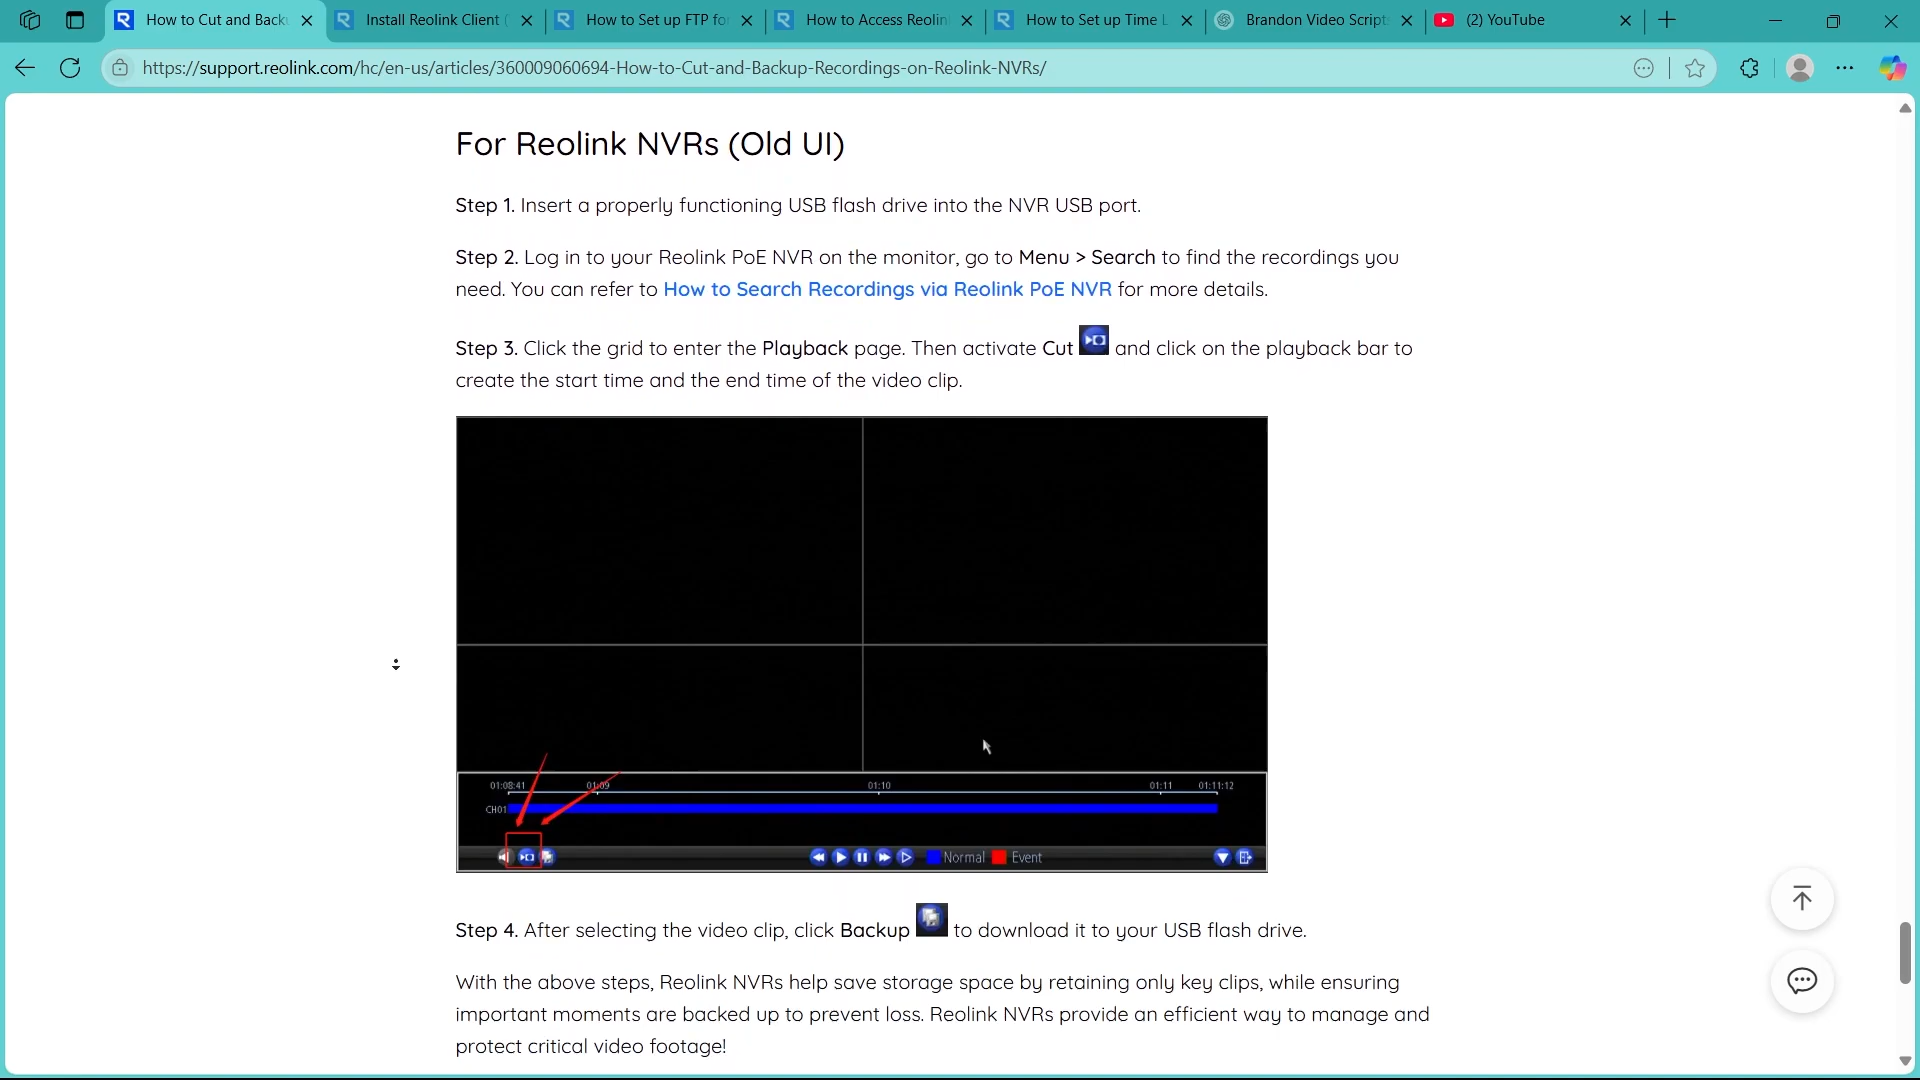 How to Cut and Back
Install Reolink Client (
How to Set up FTP fo
How to Access Reolin
How to Set up Time L
Brandon Video Script
(2) YouTube
https://support.reolink.com/hc/en-us/articles/360009060694-How-to-Cut-and-Backup-Recordings-on-Reolink-NVRs/
For Reolink NVRs (Old UI)
Step 1. Insert a properly functioning USB flash drive into the NVR USB port.
Step 2. Log in to your Reolink PoE NVR on the monitor, go to Menu > Search to find the recordings you
need. You can refer to How to Search Recordings via Reolink PoE NVR for more details.
Step 3. Click the grid to enter the Playback page. Then activate Cut and click on the playback bar to
create the start time and the end time of the video clip.
01:08:41 01:09 01:10 01:11 01:11:12
CH01
Normal Event
Step 4. After selecting the video clip, click Backup to download it to your USB flash drive.
With the above steps, Reolink NVRs help save storage space by retaining only key clips, while ensuring
important moments are backed up to prevent loss. Reolink NVRs provide an efficient way to manage and
protect critical video footage!